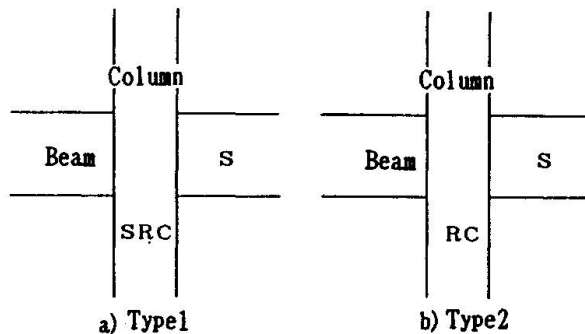 Column
Beam S
SRC
a) Type1
Column
Beam S
RC
b) Type2